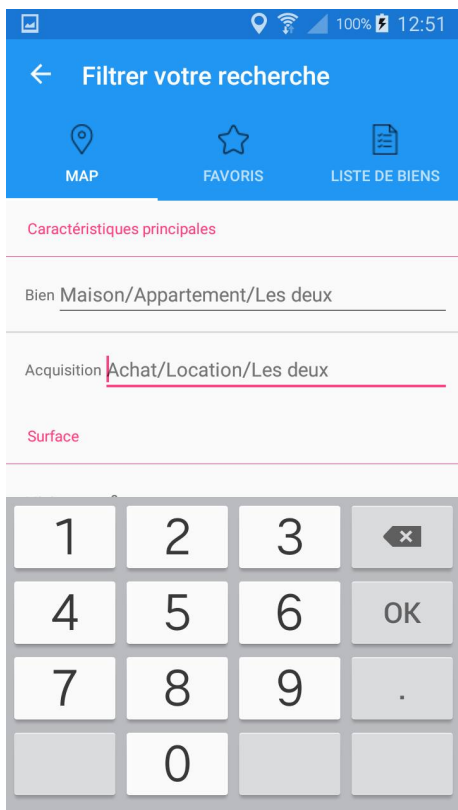 100% 12:51
Filtrer votre recherche
MAP FAVORIS LISTE DE BIENS
Caractéristiques principales
Bien Maison/Appartement/Les deux
Acquisition Achat/Location/Les deux
Surface
1 2 3
4 5 6 OK
7 8 9 .
0